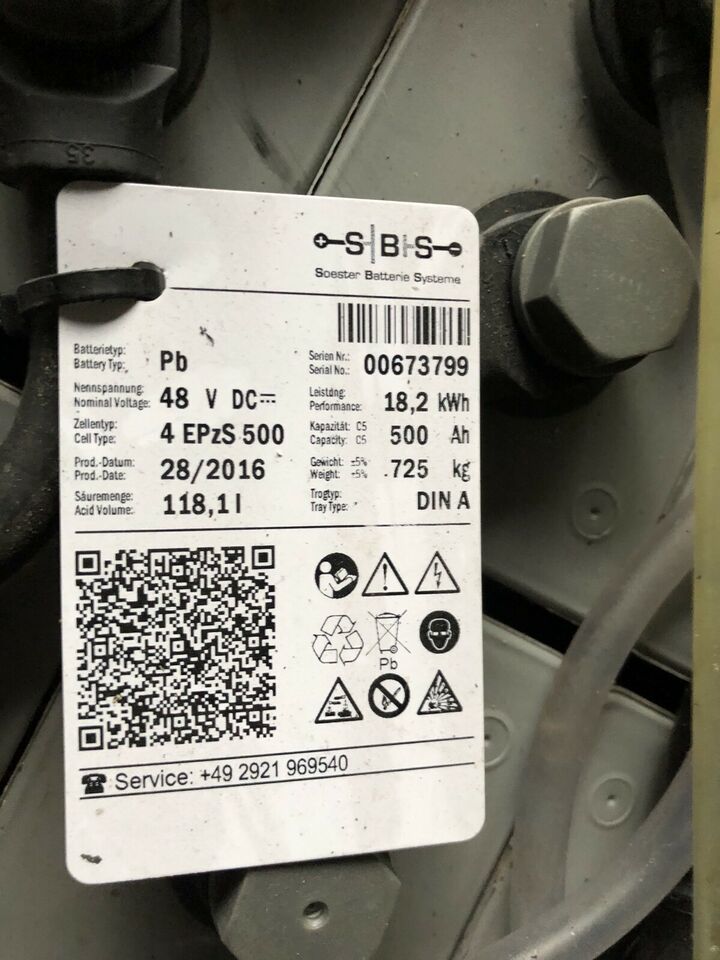 35
S B S
Soester Batterie Systeme
Batterietyp:
Battery Typ: Pb
Serien Nr.:
Serial No.: 00673799
Nennspannung:
Nominal Voltage: 48 V DC
Leistdng:
Performance: 18,2 kWh
Zellentyp:
Cell Type: 4 EPzS 500
Kapazität: C5
Capacity: C5 500 Ah
Prod.-Datum:
Prod.-Date: 28/2016
Gewicht: ±5%
Weight: ±5% 725 kg
Säuremenge:
Acid Volume: 118,1 l
Trogtyp:
Tray Type: DIN A
Pb
Service: +49 2921 969540